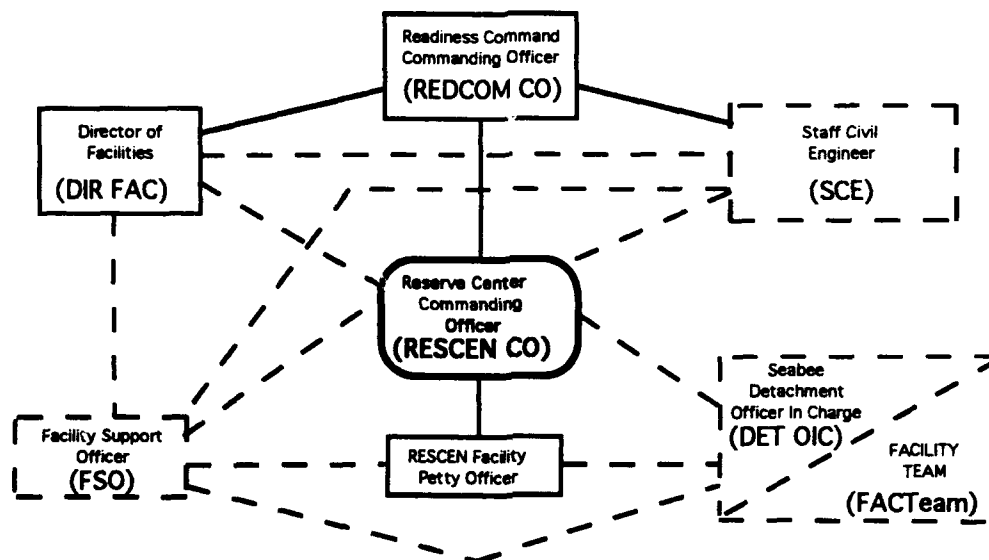 Readiness Command
Commanding Officer
(REDCOM CO)
Director of
Facilities
(DIR FAC)
Staff Civil
Engineer
(SCE)
Reserve Center
Commanding
Officer
(RESCEN CO)
Seabee
Detachment
Officer In Charge
(DET OIC)
FACILITY
TEAM
(FACTeam)
Facility Support
Officer
(FSO)
RESCEN Facility
Petty Officer